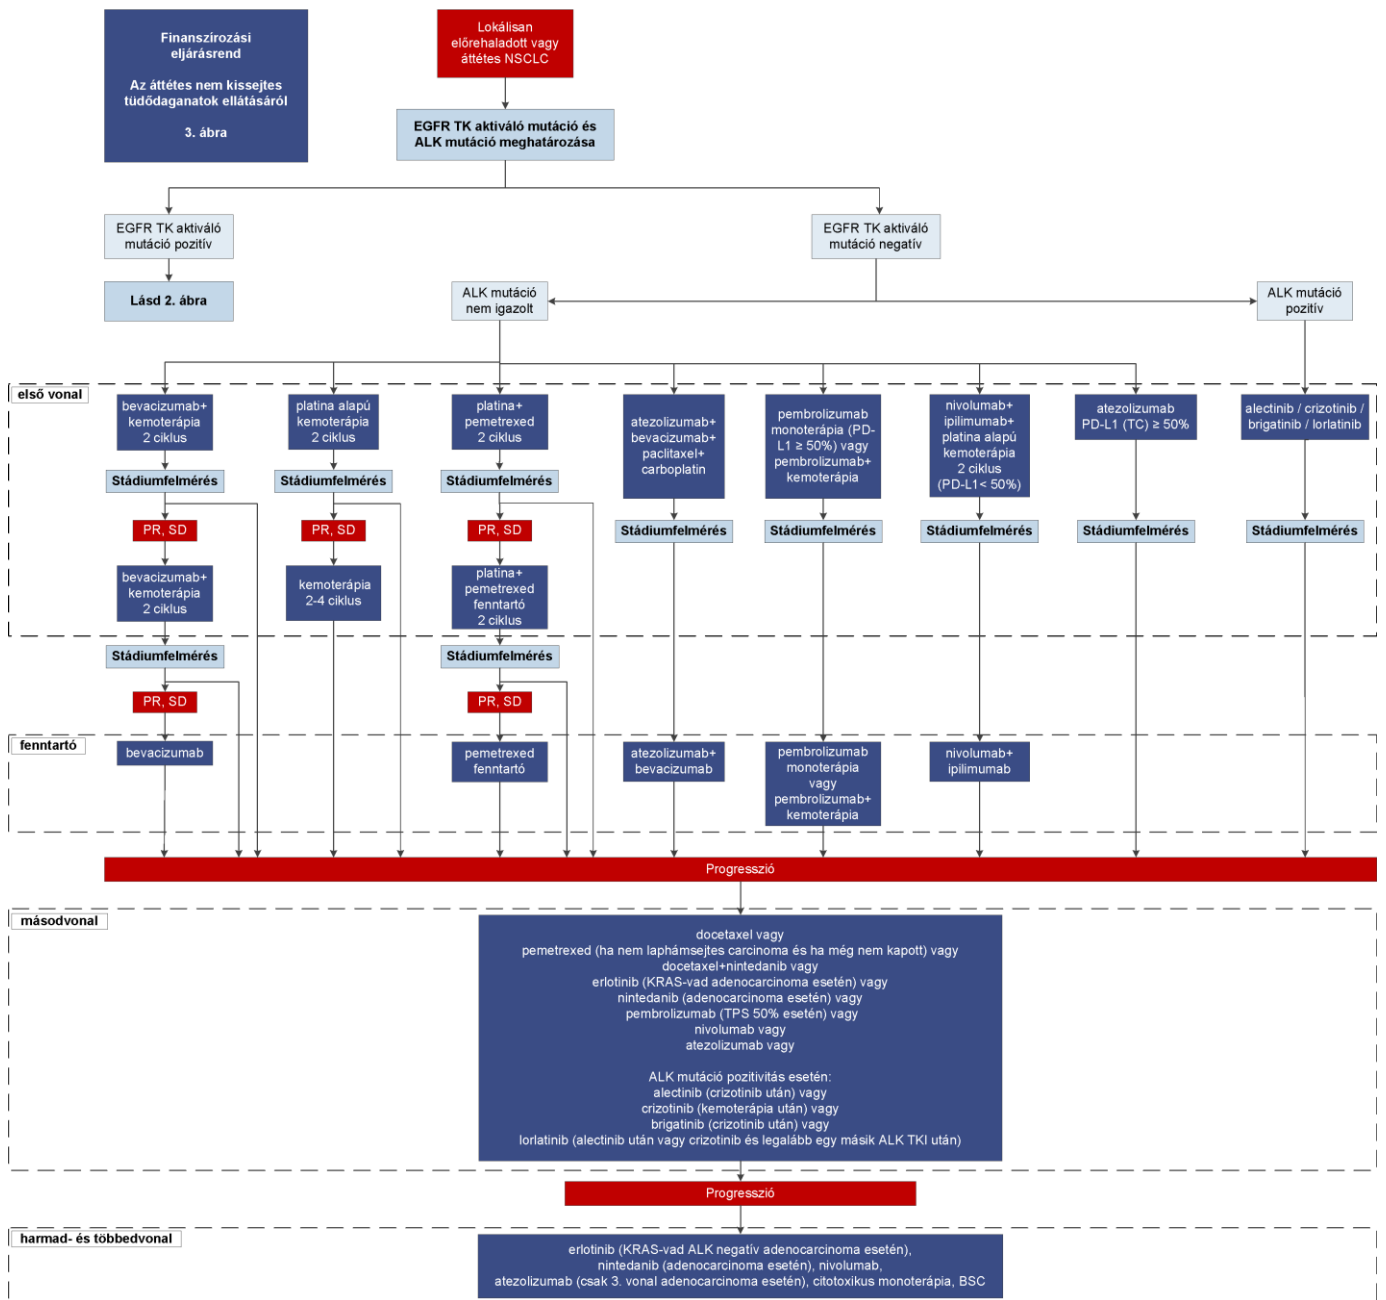 Finanszírozási
eljárásrend
Az áttétes nem kissejtes
tüdődaganatok ellátásáról
3. ábra
Lokálisan
előrehaladott vagy
áttétes NSCLC
EGFR TK aktiváló mutáció és
ALK mutáció meghatározása
EGFR TK aktiváló
mutáció pozitív
EGFR TK aktiváló
mutáció negatív
Lásd 2. ábra
ALK mutáció
nem igazolt
ALK mutáció
pozitív
első vonal
bevacizumab+
kemoterápia
2 ciklus
platina alapú
kemoterápia
2 ciklus
platina+
pemetrexed
2 ciklus
atezolizumab+
bevacizumab+
paclitaxel+
carboplatin
pembrolizumab
monoterápia (PD-
L1 ≥ 50%) vagy
pembrolizumab+
kemoterápia
nivolumab+
ipilimumab+
platina alapú
kemoterápia
2 ciklus
(PD-L1< 50%)
atezolizumab
PD-L1 (TC) ≥ 50%
alectinib / crizotinib /
brigatinib / lorlatinib
Stádiumfelmérés
Stádiumfelmérés
Stádiumfelmérés
Stádiumfelmérés
Stádiumfelmérés
Stádiumfelmérés
Stádiumfelmérés
Stádiumfelmérés
PR, SD
PR, SD
PR, SD
bevacizumab+
kemoterápia
2 ciklus
kemoterápia
2-4 ciklus
platina+
pemetrexed
fenntartó
2 ciklus
Stádiumfelmérés
Stádiumfelmérés
PR, SD
PR, SD
fenntartó
bevacizumab
pemetrexed
fenntartó
atezolizumab+
bevacizumab
pembrolizumab
monoterápia
vagy
pembrolizumab+
kemoterápia
nivolumab+
ipilimumab
Progresszió
másodvonal
docetaxel vagy
pemetrexed (ha nem laphámsejtes carcinoma és ha még nem kapott) vagy
docetaxel+nintedanib vagy
erlotinib (KRAS-vad adenocarcinoma esetén) vagy
nintedanib (adenocarcinoma esetén) vagy
pembrolizumab (TPS 50% esetén) vagy
nivolumab vagy
atezolizumab vagy
ALK mutáció pozitivitás esetén:
alectinib (crizotinib után) vagy
crizotinib (kemoterápia után) vagy
brigatinib (crizotinib után) vagy
lorlatinib (alectinib után vagy crizotinib és legalább egy másik ALK TKI után)
Progresszió
harmad- és többedvonal
erlotinib (KRAS-vad ALK negatív adenocarcinoma esetén),
nintedanib (adenocarcinoma esetén), nivolumab,
atezolizumab (csak 3. vonal adenocarcinoma esetén), citotoxikus monoterápia, BSC